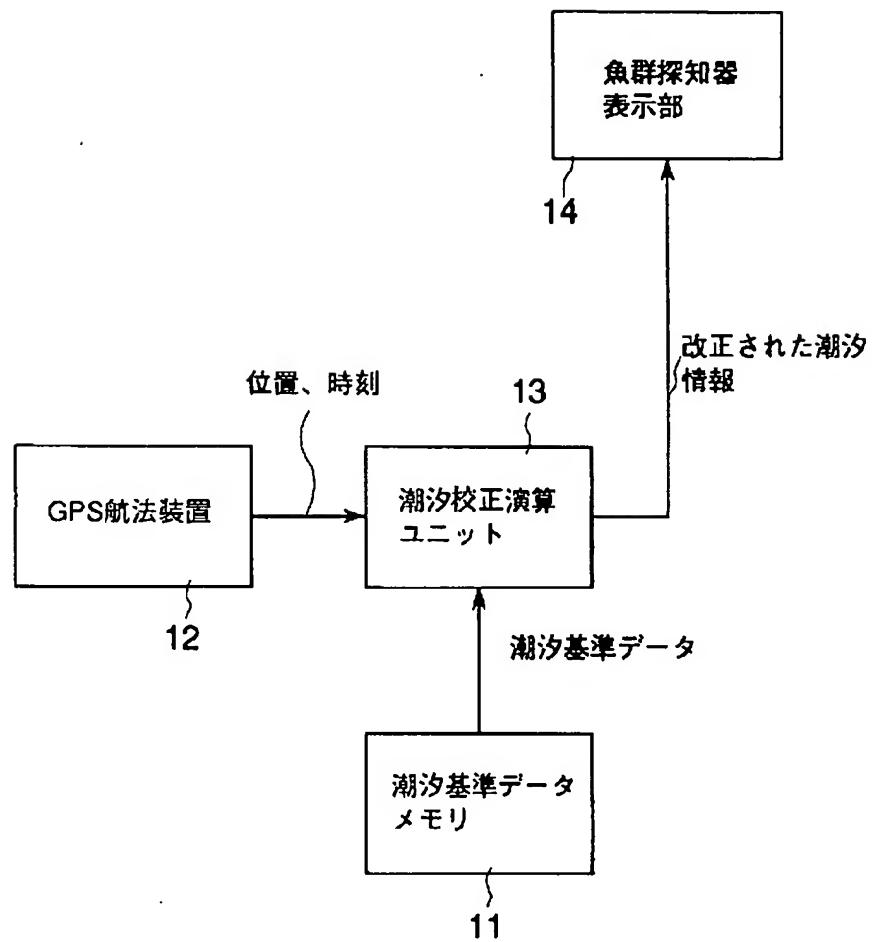 魚群探知器
表示部
14
改正された潮汐
情報
位置、時刻
13
GPS航法装置
潮汐校正演算
ユニット
12
潮汐基準データ
潮汐基準データ
メモリ
11